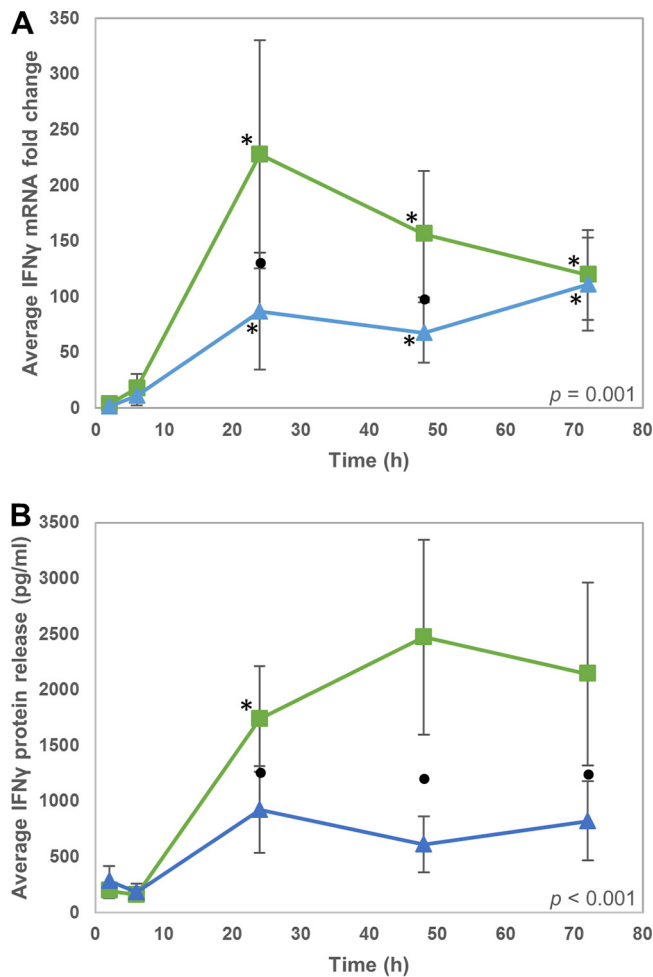 A
Average IFNγ mRNA fold change
350
300
250
200
150
100
50
0
*
*
*
*
*
*
p = 0.001
0 10 20 30 40 50 60 70 80
Time (h)
B
Average IFNγ protein release (pg/ml)
3500
3000
2500
2000
1500
1000
500
0
*
p < 0.001
0 10 20 30 40 50 60 70 80
Time (h)